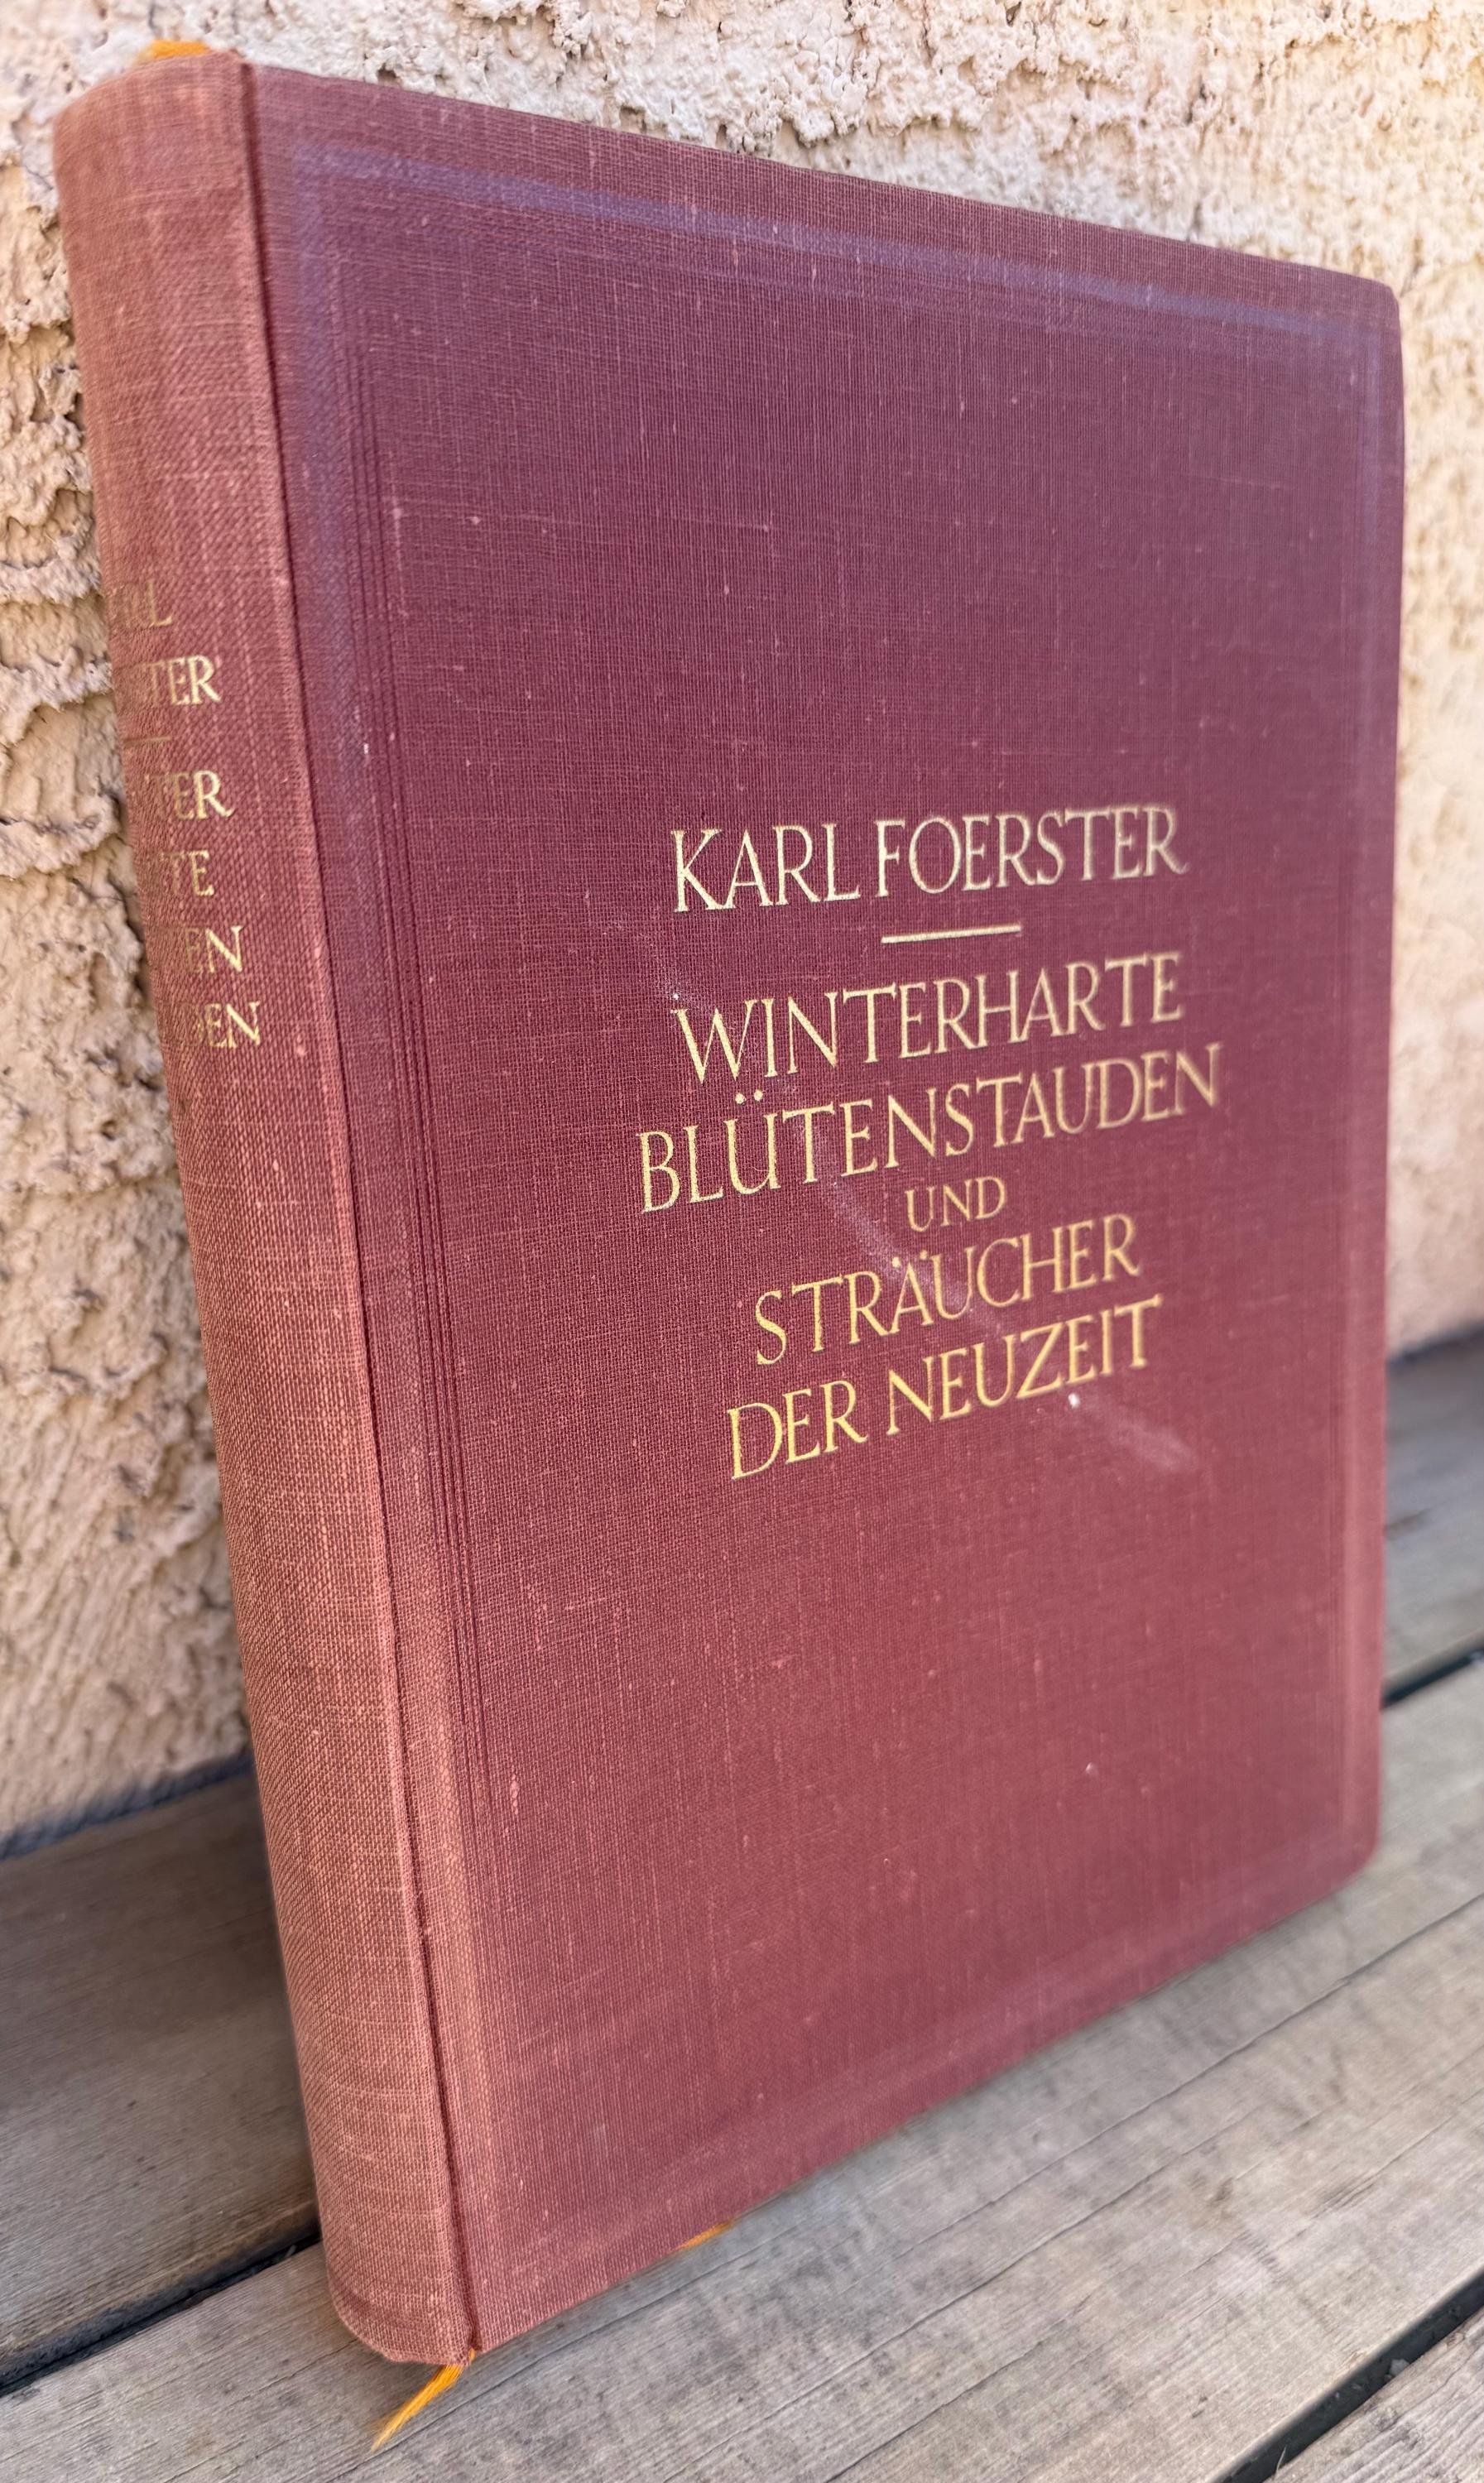 KARL FOERSTER
WINTERHARTE
BLÜTENSTAUDEN
UND
STRÄUCHER
DER NEUZEIT